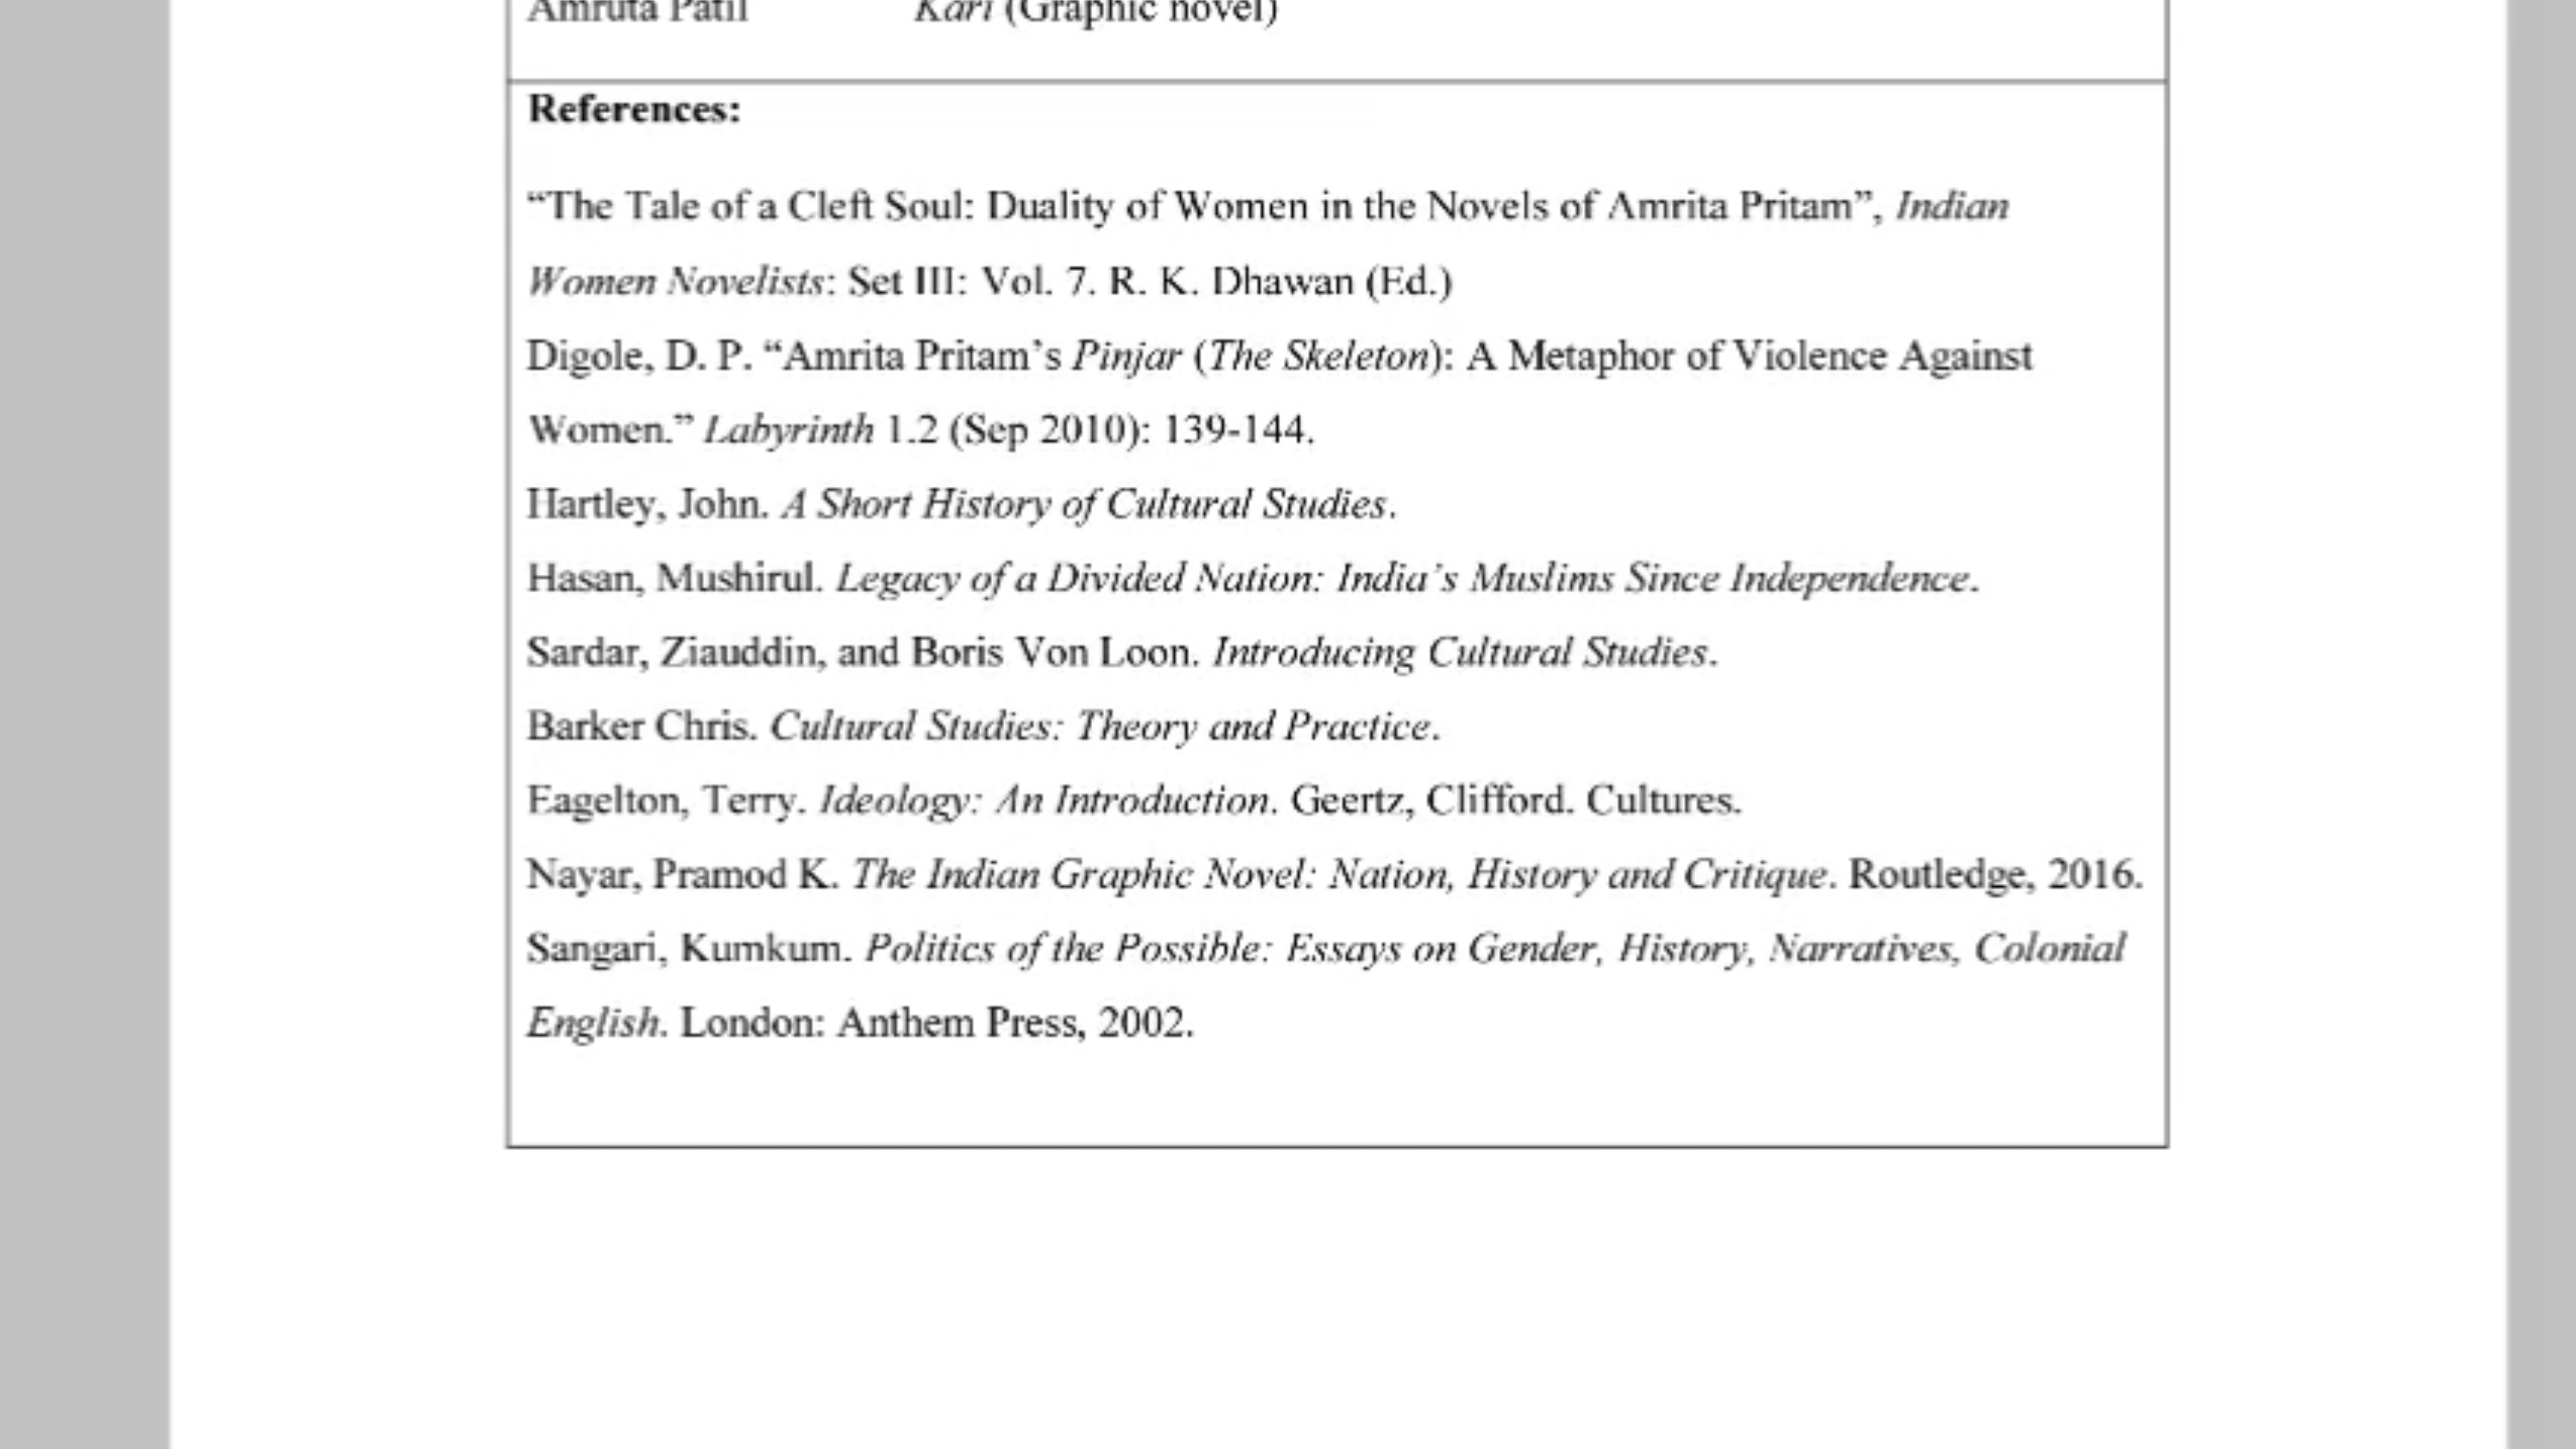 Amruta Patil Kari (Graphic novel)
References:
“The Tale of a Cleft Soul: Duality of Women in the Novels of Amrita Pritam”, Indian
Women Novelists: Set III: Vol. 7. R. K. Dhawan (Ed.)
Digole, D. P. “Amrita Pritam’s Pinjar (The Skeleton): A Metaphor of Violence Against
Women.” Labyrinth 1.2 (Sep 2010): 139-144.
Hartley, John. A Short History of Cultural Studies.
Hasan, Mushirul. Legacy of a Divided Nation: India’s Muslims Since Independence.
Sardar, Ziauddin, and Boris Von Loon. Introducing Cultural Studies.
Barker Chris. Cultural Studies: Theory and Practice.
Eagelton, Terry. Ideology: An Introduction. Geertz, Clifford. Cultures.
Nayar, Pramod K. The Indian Graphic Novel: Nation, History and Critique. Routledge, 2016.
Sangari, Kumkum. Politics of the Possible: Essays on Gender, History, Narratives, Colonial
English. London: Anthem Press, 2002.